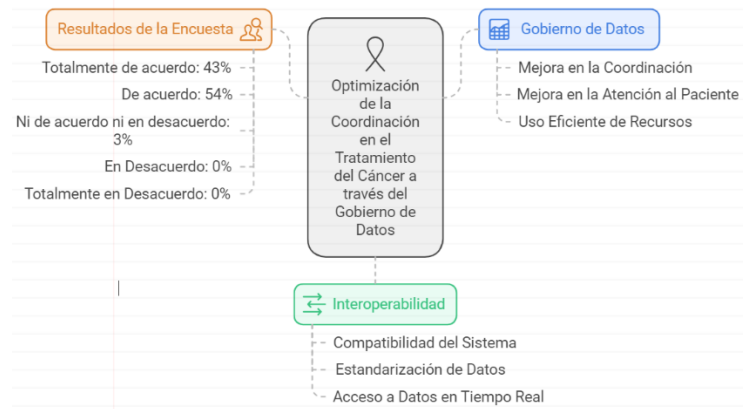 Resultados de la Encuesta
Totalmente de acuerdo: 43%
De acuerdo: 54%
Ni de acuerdo ni en desacuerdo:
3%
En Desacuerdo: 0%
Totalmente en Desacuerdo: 0%
Optimización
de la
Coordinación
en el
Tratamiento
del Cáncer a
través del
Gobierno de
Datos
Gobierno de Datos
Mejora en la Coordinación
Mejora en la Atención al Paciente
Uso Eficiente de Recursos
Interoperabilidad
Compatibilidad del Sistema
Estandarización de Datos
Acceso a Datos en Tiempo Real